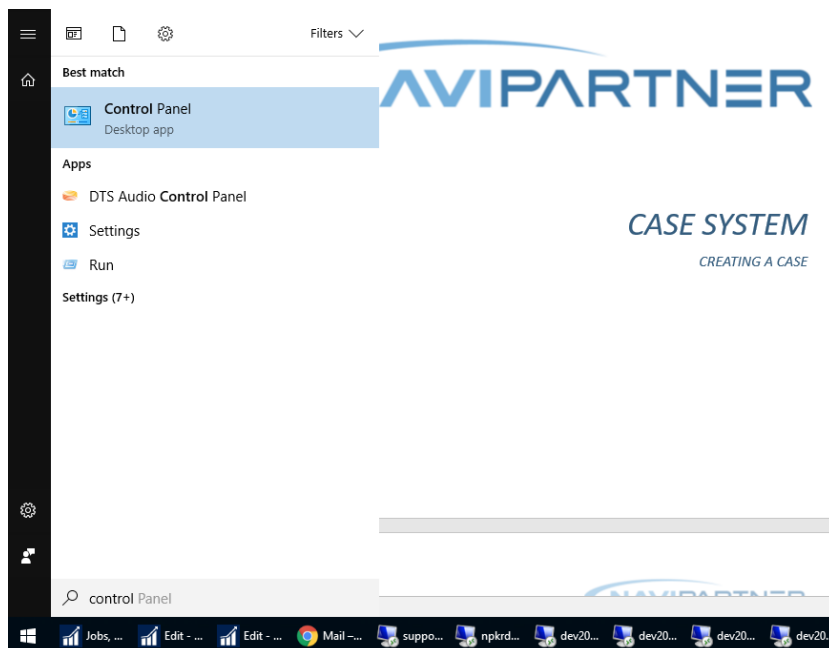 Filters
Best match
Control Panel
Desktop app
Apps
DTS Audio Control Panel
Settings
Run
Settings (7+)
control Panel
AVIPARTNER
CASE SYSTEM
CREATING A CASE
NAVIPARTNER
Jobs, ...
Edit - ...
Edit - ...
Mail –...
suppo...
npkrd...
dev20...
dev20...
dev20...
dev20..